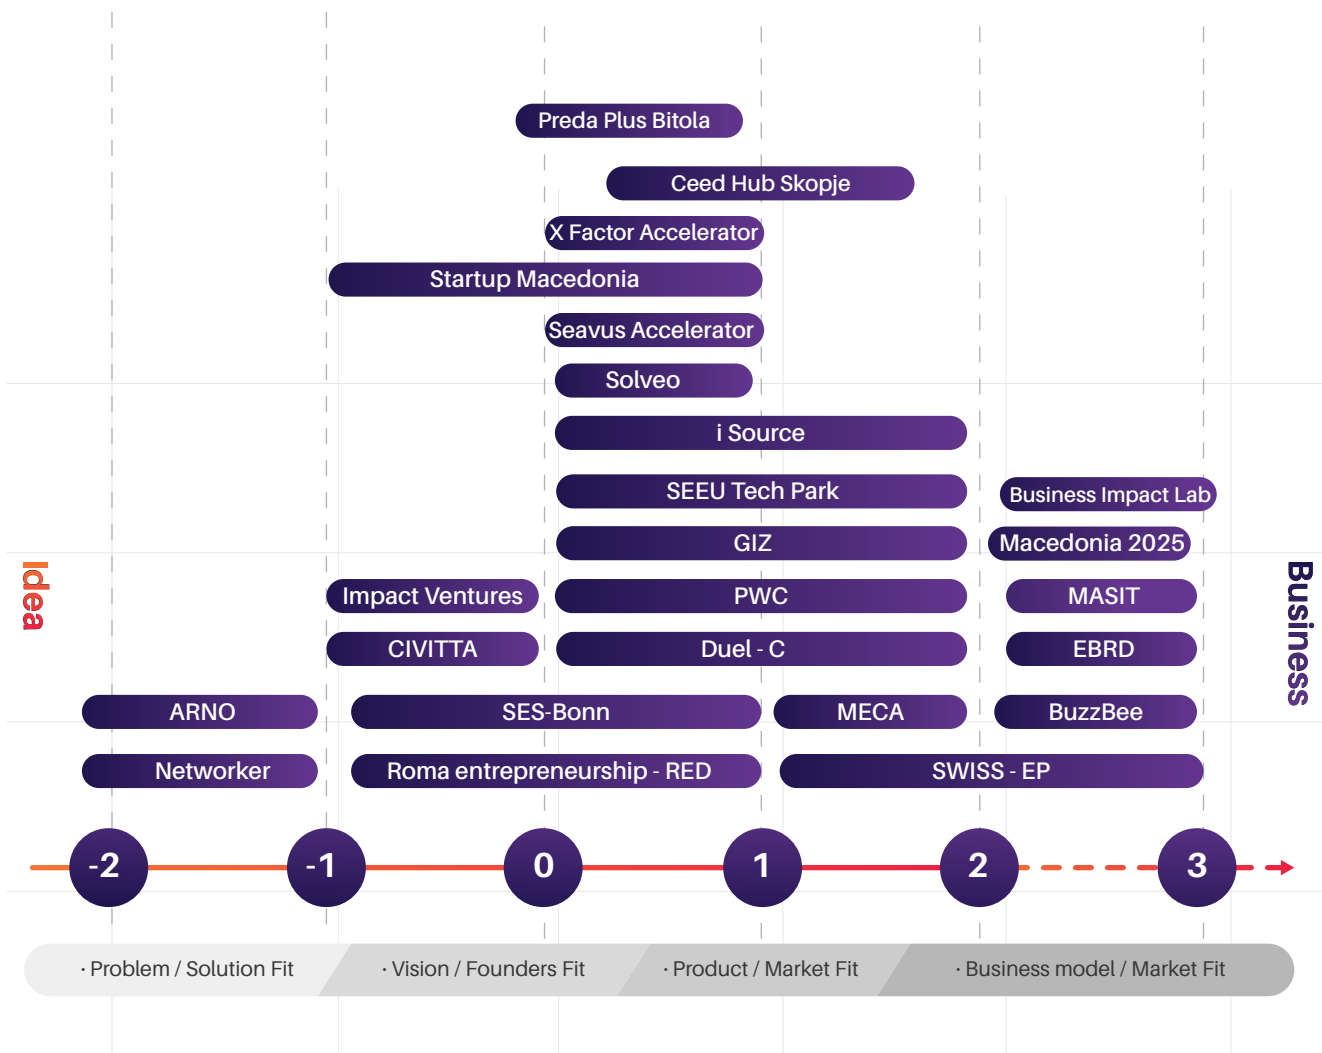 Preda Plus Bitola
Ceed Hub Skopje
X Factor Accelerator
Startup Macedonia
Seavus Accelerator
Solveo
i Source
SEEU Tech Park
Business Impact Lab
GIZ
Macedonia 2025
Idea
Business
Impact Ventures
PWC
MASIT
CIVITTA
Duel - C
EBRD
ARNO
SES-Bonn
MECA
BuzzBee
Networker
Roma entrepreneurship - RED
SWISS - EP
-2
-1
0
1
2
3
· Problem / Solution Fit
· Vision / Founders Fit
· Product / Market Fit
· Business model / Market Fit